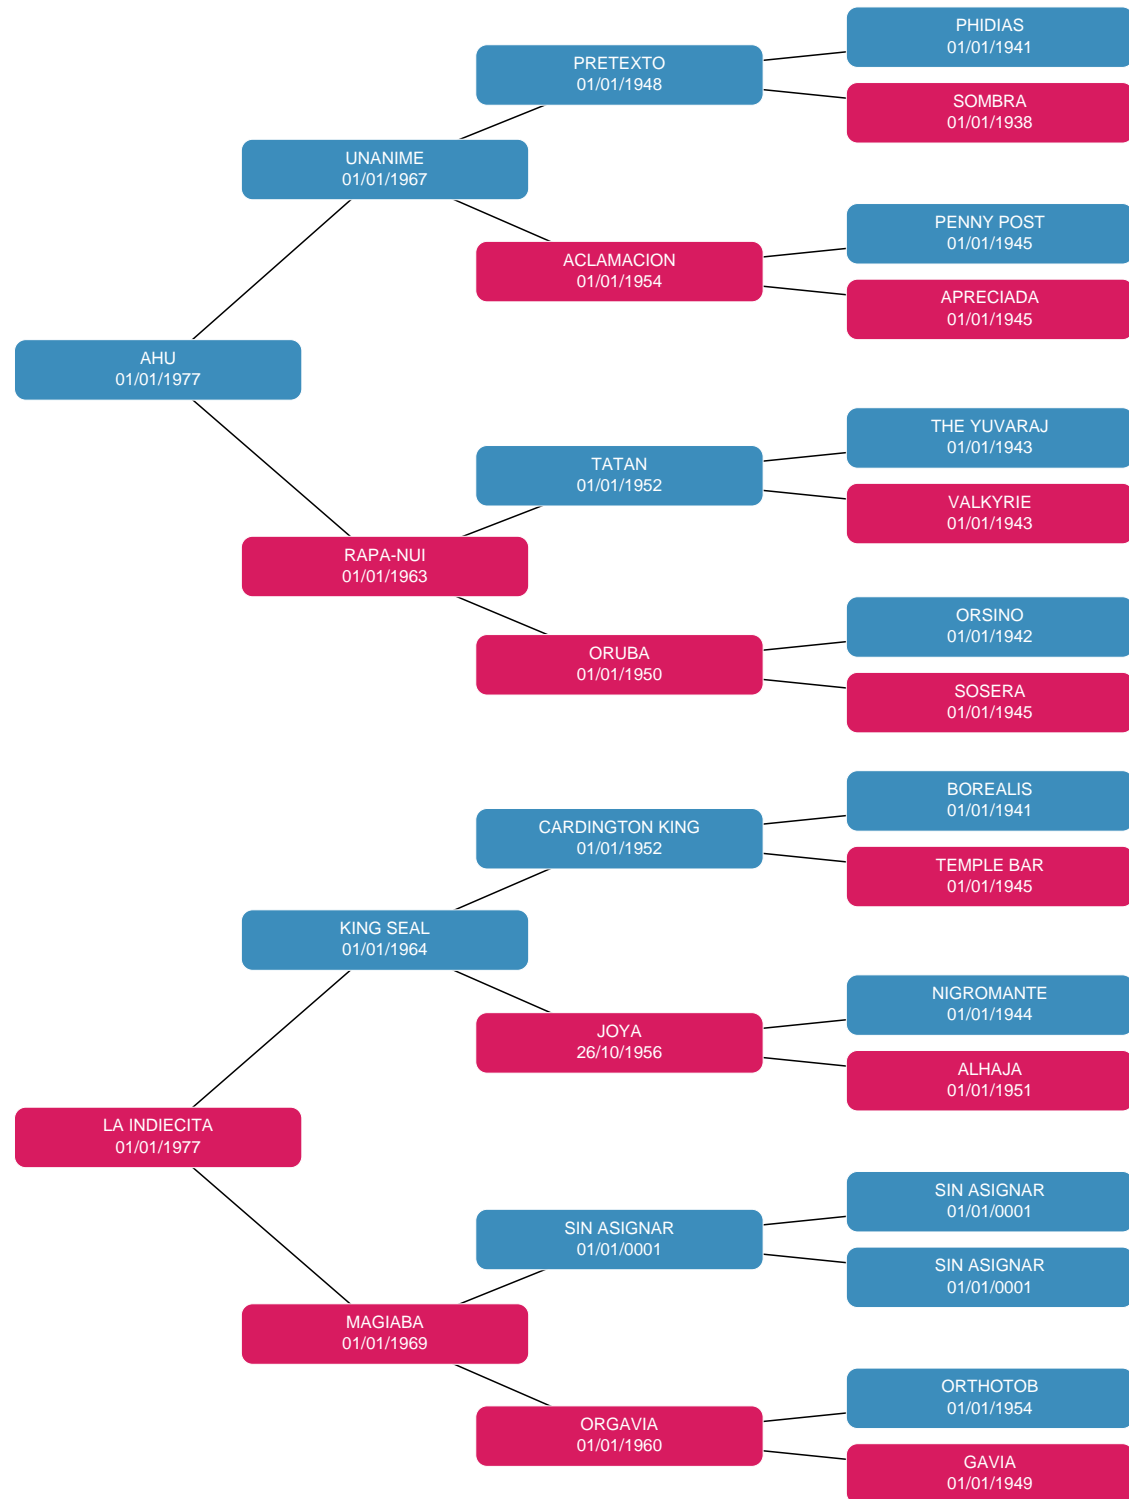 PHIDIAS
01/01/1941
PRETEXTO
01/01/1948
SOMBRA
01/01/1938
UNANIME
01/01/1967
PENNY POST
01/01/1945
ACLAMACION
01/01/1954
APRECIADA
01/01/1945
AHU
01/01/1977
THE YUVARAJ
01/01/1943
TATAN
01/01/1952
VALKYRIE
01/01/1943
RAPA-NUI
01/01/1963
ORSINO
01/01/1942
ORUBA
01/01/1950
SOSERA
01/01/1945
BOREALIS
01/01/1941
CARDINGTON KING
01/01/1952
TEMPLE BAR
01/01/1945
KING SEAL
01/01/1964
NIGROMANTE
01/01/1944
JOYA
26/10/1956
ALHAJA
01/01/1951
LA INDIECITA
01/01/1977
SIN ASIGNAR
01/01/0001
SIN ASIGNAR
01/01/0001
SIN ASIGNAR
01/01/0001
MAGIABA
01/01/1969
ORTHOTOB
01/01/1954
ORGAVIA
01/01/1960
GAVIA
01/01/1949